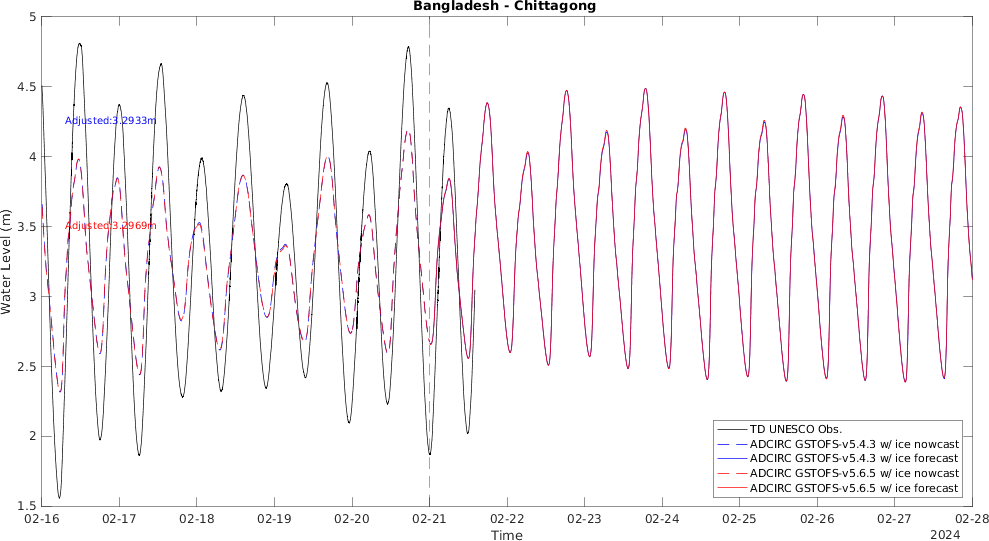 Bangladesh - Chittagong
5
4.5
4
3.5
3
2.5
2
1.5
Water Level (m)
Adjusted:3.2933m
Adjusted:3.2969m
TD UNESCO Obs.
ADCIRC GSTOFS-v5.4.3 w/ ice nowcast
ADCIRC GSTOFS-v5.4.3 w/ ice forecast
ADCIRC GSTOFS-v5.6.5 w/ ice nowcast
ADCIRC GSTOFS-v5.6.5 w/ ice forecast
02-16 02-17 02-18 02-19 02-20 02-21 02-22 02-23 02-24 02-25 02-26 02-27 02-28
Time
2024